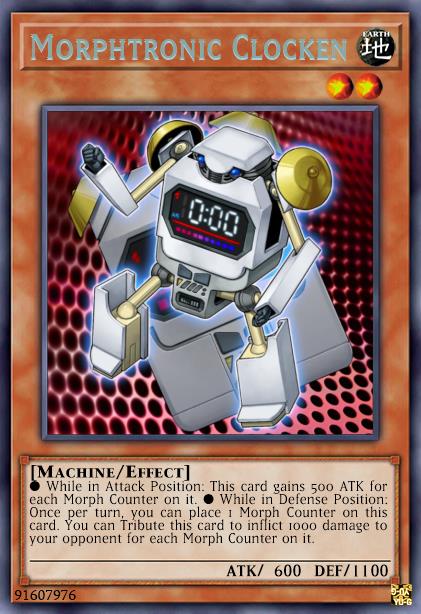 Morphtronic Clocken
EARTH
地
0:00
[Machine/Effect]
● While in Attack Position: This card gains 500 ATK for
each Morph Counter on it. ● While in Defense Position:
Once per turn, you can place 1 Morph Counter on this
card. You can Tribute this card to inflict 1000 damage to
your opponent for each Morph Counter on it.
ATK/ 600 DEF/1100
91607976